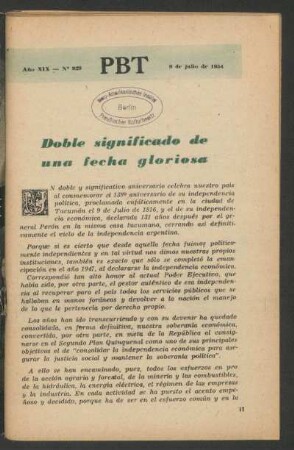 Año XIX — Nº 929
PBT
9 de julio de 1954
Ibero-Amerikanisches Institut
Berlin
Preußischer Kulturbesitz
Doble significado de
una fecha gloriosa
UN doble y significativo aniversario celebra nuestro país
al conmemorar el 138º aniversario de su independencia
política, proclamada enfáticamente en la ciudad de
Tucumán el 9 de Julio de 1816, y el de su independen-
cia económica, declarada 131 años después por el ge-
neral Perón en la misma casa tucumana, cerrando así definiti-
vamente el ciclo de la independencia argentina.
Porque si es cierto que desde aquella fecha fuimos política-
mente independientes y en tal virtud nos dimos nuestras propias
instituciones, también es exacto que sólo se completó la eman-
cipación en el año 1947, al declararse la independencia económica.
Correspondió tan alto honor al actual Poder Ejecutivo, que
había sido, por otra parte, el gestor auténtico de esa independen-
cia al recuperar para el país todos los servicios públicos que se
hallaban en manos foráneas y devolver a la nación el manejo
de lo que le pertenecía por derecho propio.
Los años han ido transcurriendo y con su devenir ha quedado
consolidada, en forma definitiva, nuestra soberanía económica,
convertida, por otra parte, en meta de la República al consig-
nar en el Segundo Plan Quinquenal como uno de sus principales
objetivos el de "consolidar la independencia económica para ase-
gurar la justicia social y mantener la soberanía política".
A ello se han encaminado, pues, todos los esfuerzos en pro
de la acción agraria y forestal, de la minería y los combustibles,
de la hidráulica, la energía eléctrica, el régimen de las empresas
y la industria. En cada actividad se ha puesto el acento empe-
ñoso y decidido, porque ha de ser en el esfuerzo común y en la
11